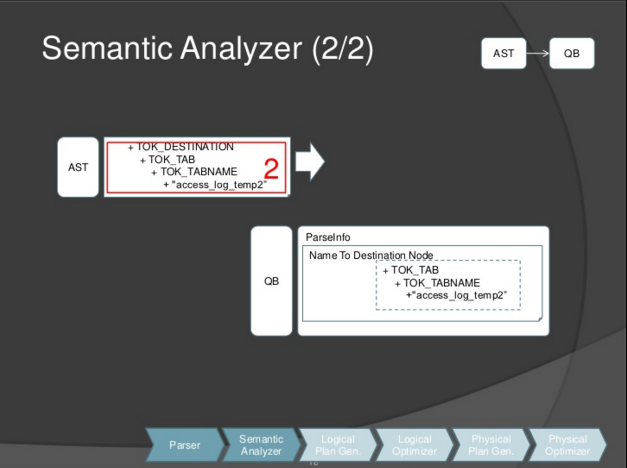 Semantic Analyzer (2/2)
AST
QB
AST
+ TOK_DESTINATION
+ TOK_TAB
+ TOK_TABNAME
+ "access_log_temp2"
2
QB
ParseInfo
Name To Destination Node
+ TOK_TAB
+ TOK_TABNAME
+"access_log_temp2"
Parser
Semantic
Analyzer
Logical
Plan Gen.
Logical
Optimizer
Physical
Plan Gen.
Physical
Optimizer